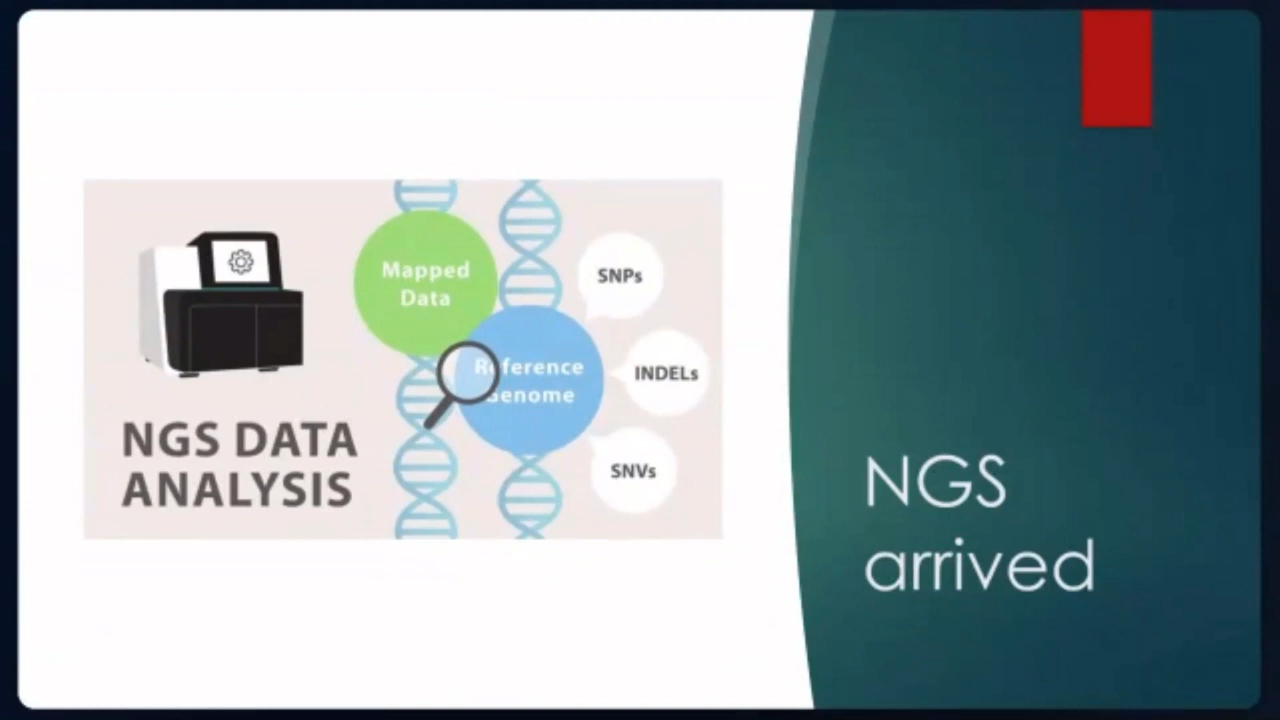 NGS DATA
ANALYSIS
Mapped
Data
Reference
Genome
SNPs
INDELs
SNVs
NGS
arrived